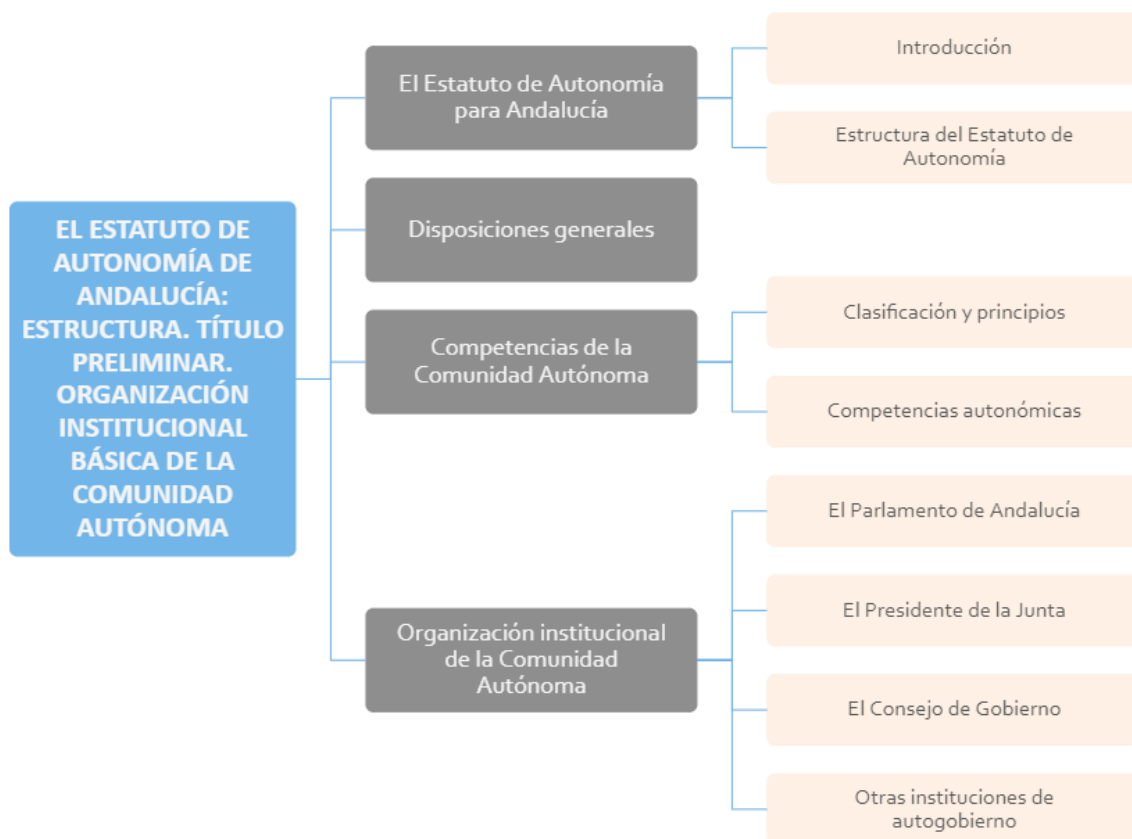 EL ESTATUTO DE
AUTONOMÍA DE
ANDALUCÍA:
ESTRUCTURA. TÍTULO
PRELIMINAR.
ORGANIZACIÓN
INSTITUCIONAL
BÁSICA DE LA
COMUNIDAD
AUTÓNOMA
El Estatuto de Autonomía
para Andalucía
Introducción
Estructura del Estatuto de
Autonomía
Disposiciones generales
Competencias de la
Comunidad Autónoma
Clasificación y principios
Competencias autonómicas
Organización institucional
de la Comunidad
Autónoma
El Parlamento de Andalucía
El Presidente de la Junta
El Consejo de Gobierno
Otras instituciones de
autogobierno